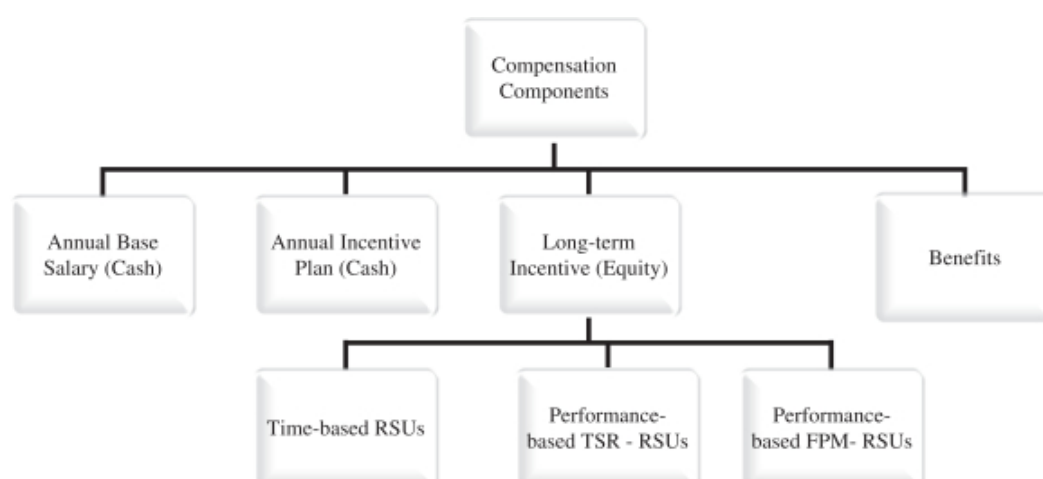 Compensation
Components
Annual Base
Salary (Cash)
Annual Incentive
Plan (Cash)
Long-term
Incentive (Equity)
Benefits
Time-based RSUs
Performance-
based TSR - RSUs
Performance-
based FPM- RSUs